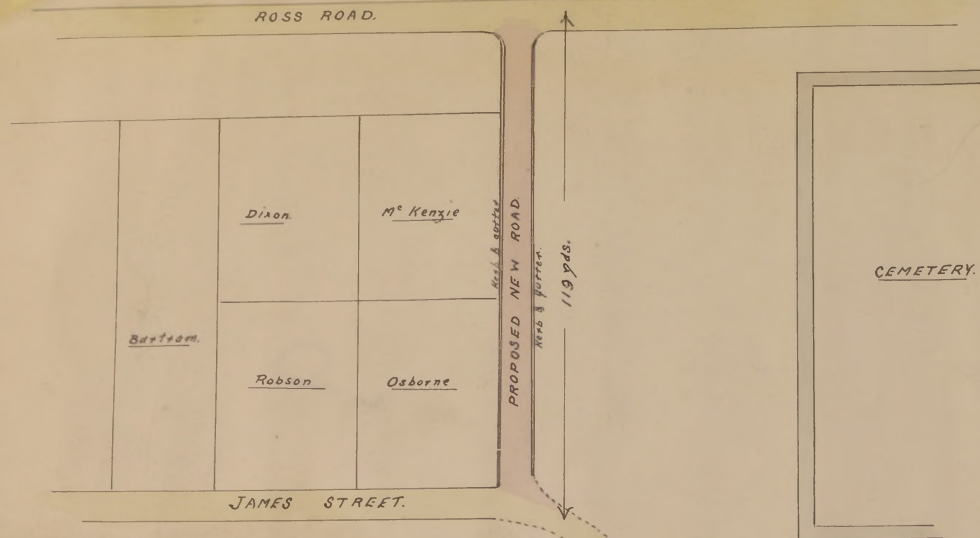 ROSS ROAD.
Dixon
Mc Kenzie
Kerb & gutter
PROPOSED NEW ROAD.
Kerb & gutter.
119 yds.
CEMETERY.
Bartram.
Robson
Osborne
JAMES STREET.